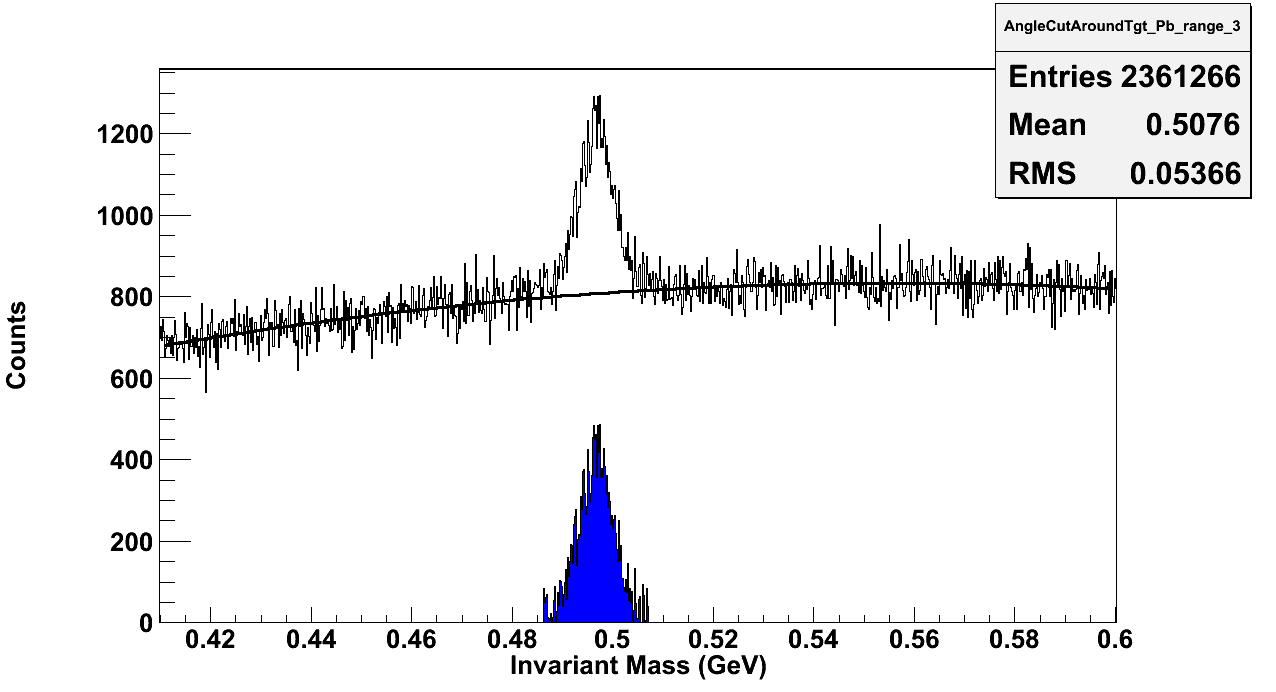 AngleCutAroundTgt_Pb_range_3
Entries 2361266
Mean 0.5076
RMS 0.05366
1200
1000
800
600
400
200
0
Counts
0.42 0.44 0.46 0.48 0.5 0.52 0.54 0.56 0.58 0.6
Invariant Mass (GeV)